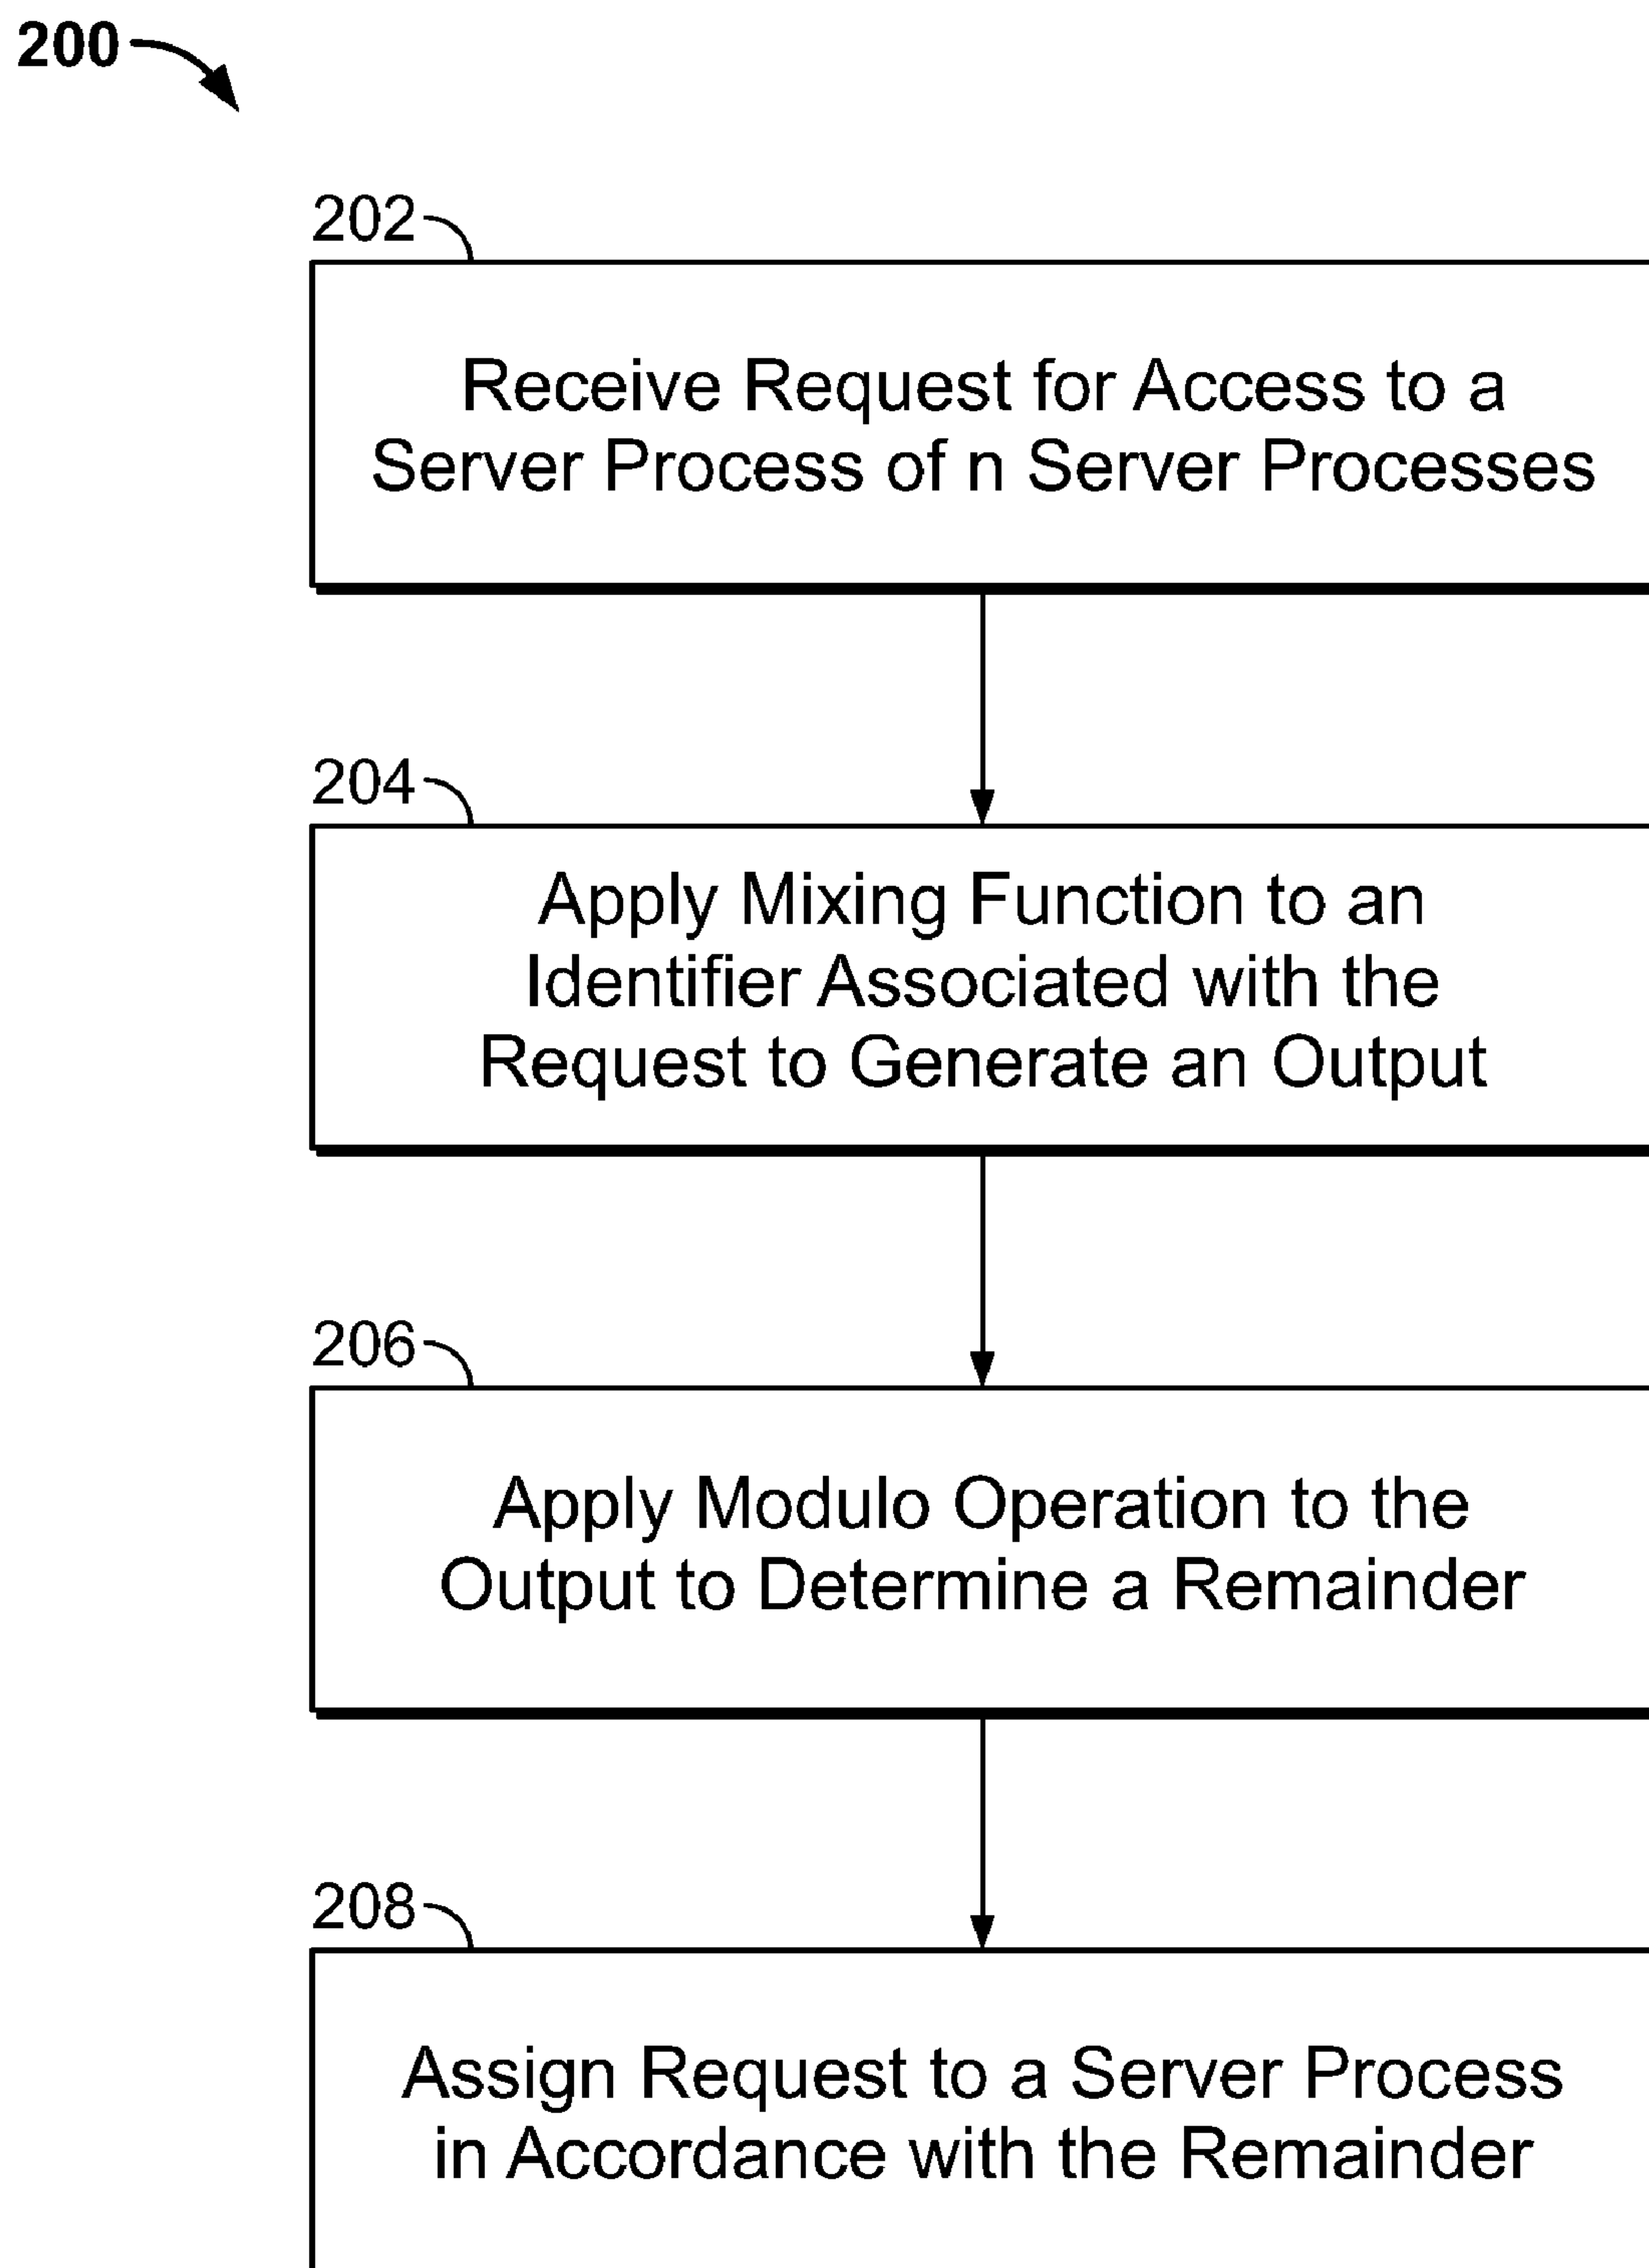 200
202
Receive Request for Access to a
Server Process of n Server Processes
204
Apply Mixing Function to an
Identifier Associated with the
Request to Generate an Output
206
Apply Modulo Operation to the
Output to Determine a Remainder
208
Assign Request to a Server Process
in Accordance with the Remainder